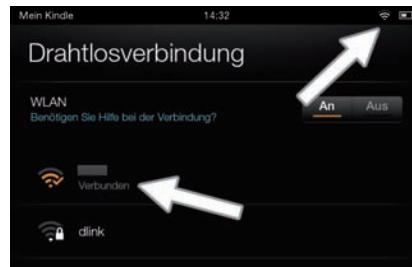 Mein Kindle 14:32
Drahtlosverbindung
WLAN
Benötigen Sie Hilfe bei der Verbindung?
An Aus
Verbunden
dlink